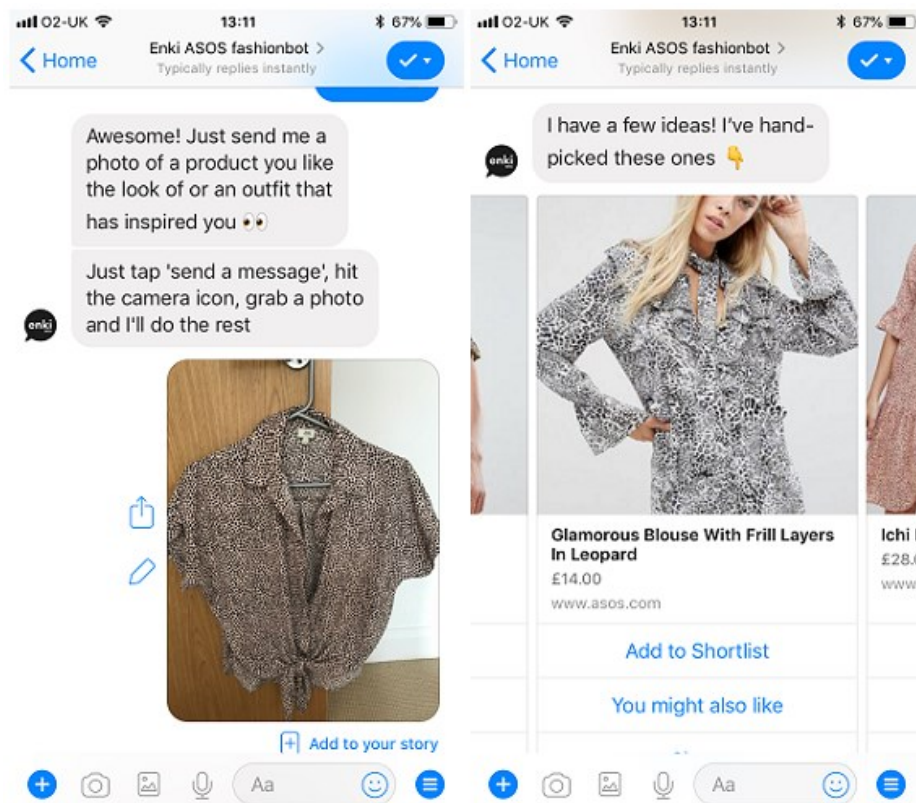 O2-UK
13:11
67%
Home
Enki ASOS fashionbot
Typically replies instantly
Awesome! Just send me a
photo of a product you like
the look of or an outfit that
has inspired you 👀
Just tap 'send a message', hit
the camera icon, grab a photo
and I'll do the rest
enki
Add to your story
Aa
O2-UK
13:11
67%
Home
Enki ASOS fashionbot
Typically replies instantly
I have a few ideas! I've hand-
picked these ones 👇
enki
Glamorous Blouse With Frill Layers
In Leopard
£14.00
www.asos.com
Add to Shortlist
You might also like
Ichi
£28.
www
Aa